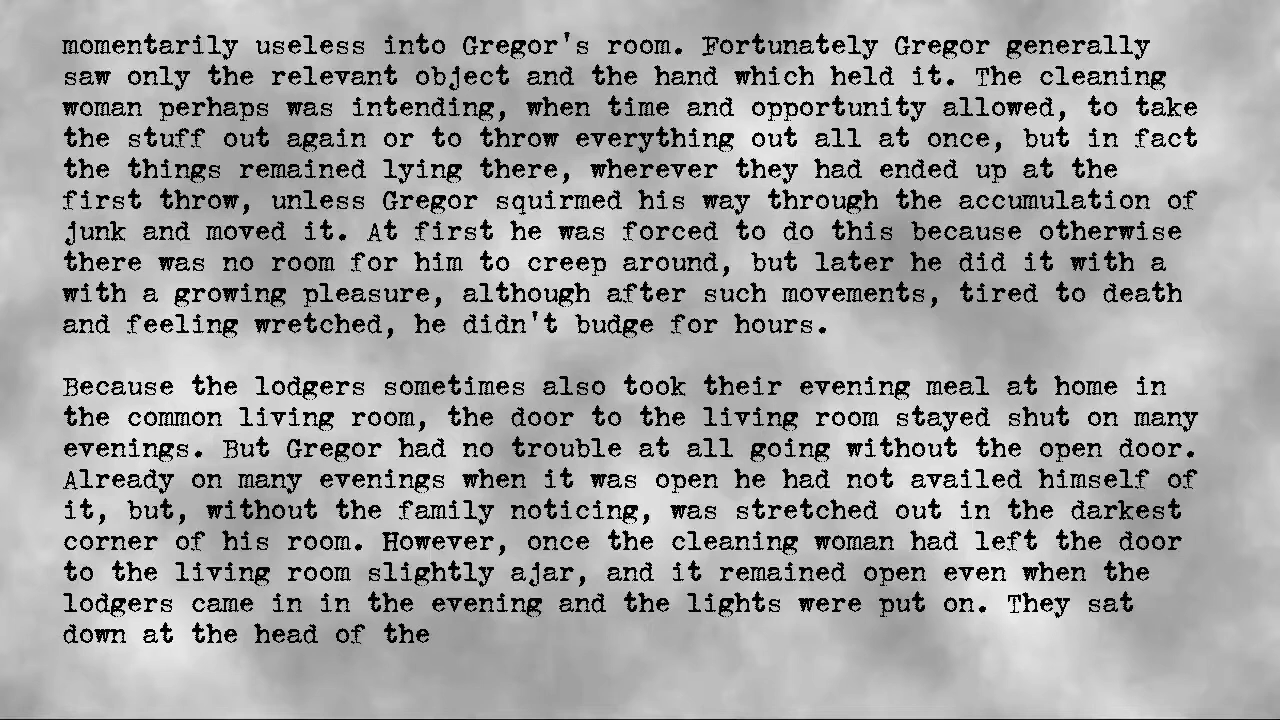 momentarily useless into Gregor's room. Fortunately Gregor generally
saw only the relevant object and the hand which held it. The cleaning
woman perhaps was intending, when time and opportunity allowed, to take
the stuff out again or to throw everything out all at once, but in fact
the things remained lying there, wherever they had ended up at the
first throw, unless Gregor squirmed his way through the accumulation of
junk and moved it. At first he was forced to do this because otherwise
there was no room for him to creep around, but later he did it with a
with a growing pleasure, although after such movements, tired to death
and feeling wretched, he didn't budge for hours.

Because the lodgers sometimes also took their evening meal at home in
the common living room, the door to the living room stayed shut on many
evenings. But Gregor had no trouble at all going without the open door.
Already on many evenings when it was open he had not availed himself of
it, but, without the family noticing, was stretched out in the darkest
corner of his room. However, once the cleaning woman had left the door
to the living room slightly ajar, and it remained open even when the
lodgers came in in the evening and the lights were put on. They sat
down at the head of the